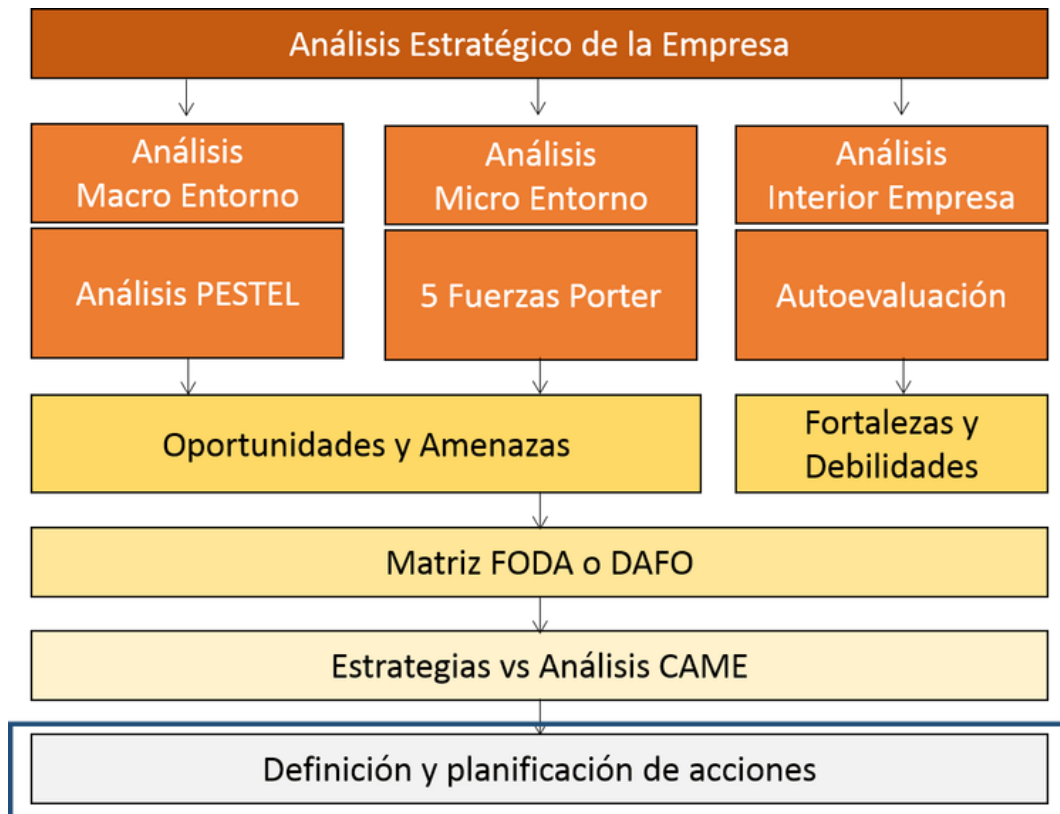 Análisis Estratégico de la Empresa
Análisis
Macro Entorno
Análisis
Micro Entorno
Análisis
Interior Empresa
Análisis PESTEL
5 Fuerzas Porter
Autoevaluación
Oportunidades y Amenazas
Fortalezas y
Debilidades
Matriz FODA o DAFO
Estrategias vs Análisis CAME
Definición y planificación de acciones